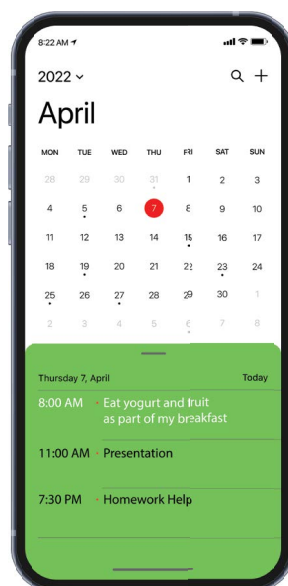 8:22 AM
2022
April
MON TUE WED THU FRI SAT SUN
28 29 30 31 1 2 3
4 5 6 7 8 9 10
11 12 13 14 15 16 17
18 19 20 21 22 23 24
25 26 27 28 29 30 1
2 3 4 5 6 7 8
Thursday 7, April Today
8:00 AM Eat yogurt and fruit
as part of my breakfast
11:00 AM Presentation
7:30 PM Homework Help